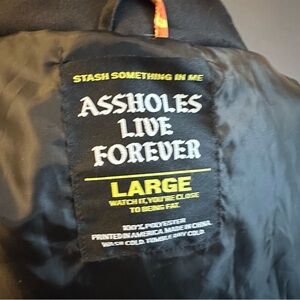 STASH SOMETHING IN ME
ASSHOLES
LIVE
FOREVER
LARGE
WATCH IT, YOU'RE CLOSE
TO BEING FAT.
100% POLYESTER
PRINTED IN AMERICA. MADE IN CHINA.
WASH COLD. TUMBLE DRY COLD.